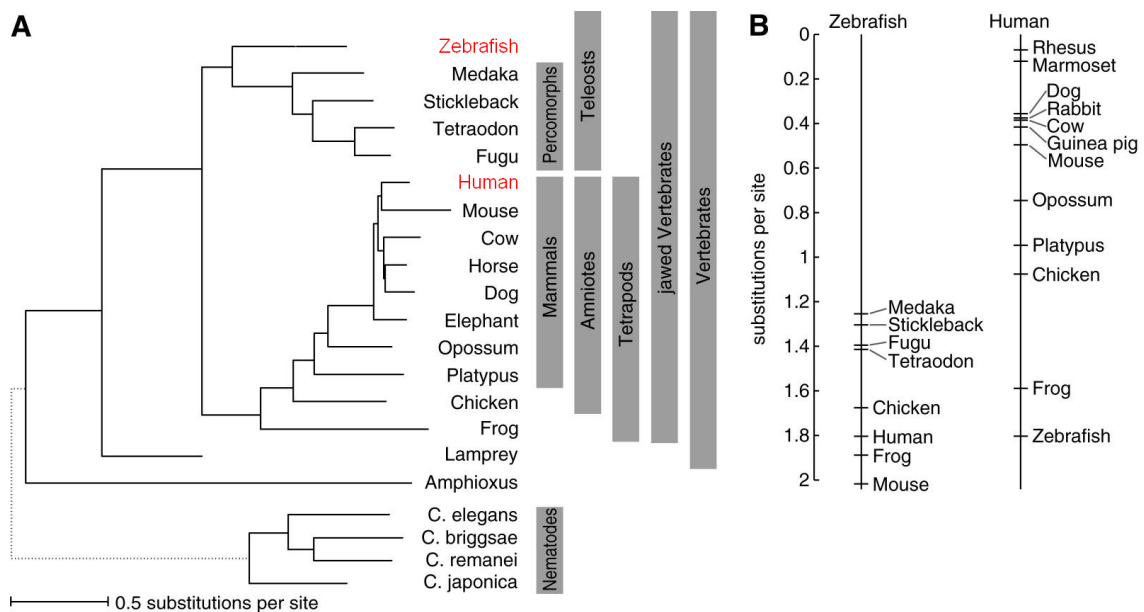 A
Zebrafish
Medaka
Stickleback
Tetraodon
Fugu
Human
Mouse
Cow
Horse
Dog
Elephant
Opossum
Platypus
Chicken
Frog
Lamprey
Amphioxus
C. elegans
C. briggsae
C. remanei
C. japonica
Percomorphs
Teleosts
Mammals
Amniotes
Tetrapods
jawed Vertebrates
Vertebrates
Nematodes
0.5 substitutions per site
B
Zebrafish
Human
substitutions per site
0
0.2
0.4
0.6
0.8
1
1.2
1.4
1.6
1.8
2
Medaka
Stickleback
Fugu
Tetraodon
Chicken
Human
Frog
Mouse
Rhesus
Marmoset
Dog
Rabbit
Cow
Guinea pig
Mouse
Opossum
Platypus
Chicken
Frog
Zebrafish